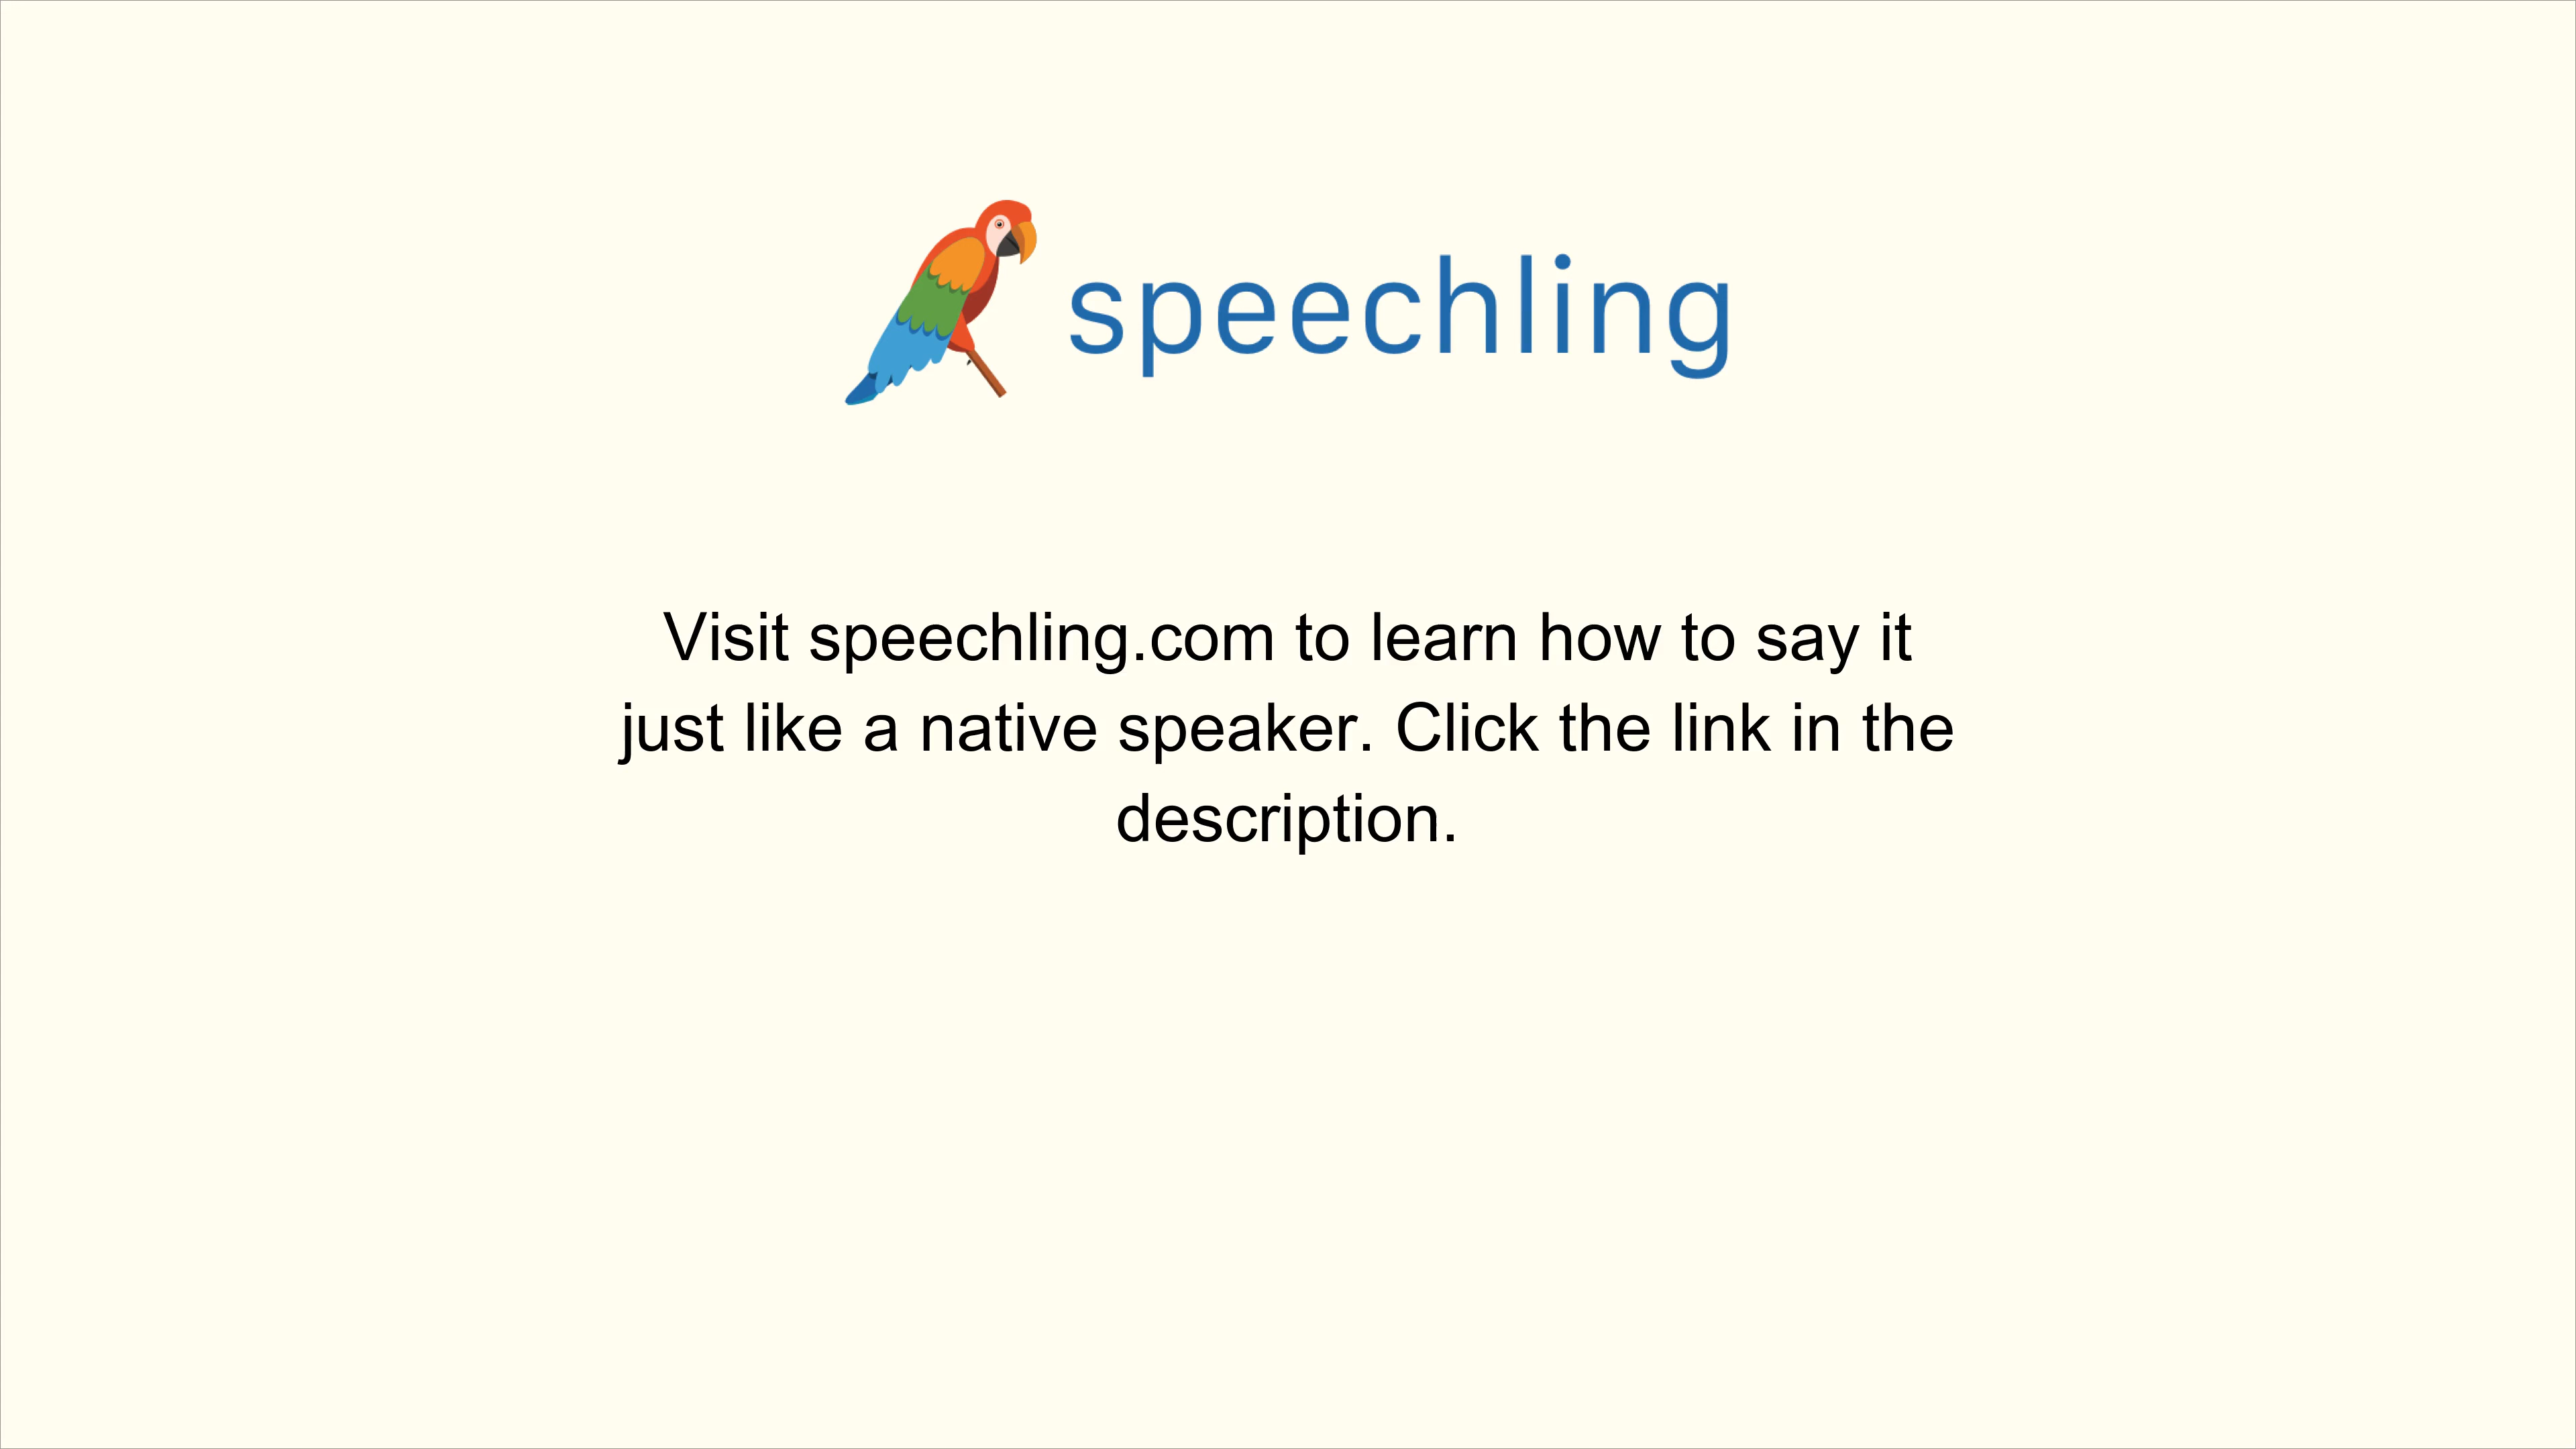 speechling
Visit speechling.com to learn how to say it
just like a native speaker. Click the link in the
description.